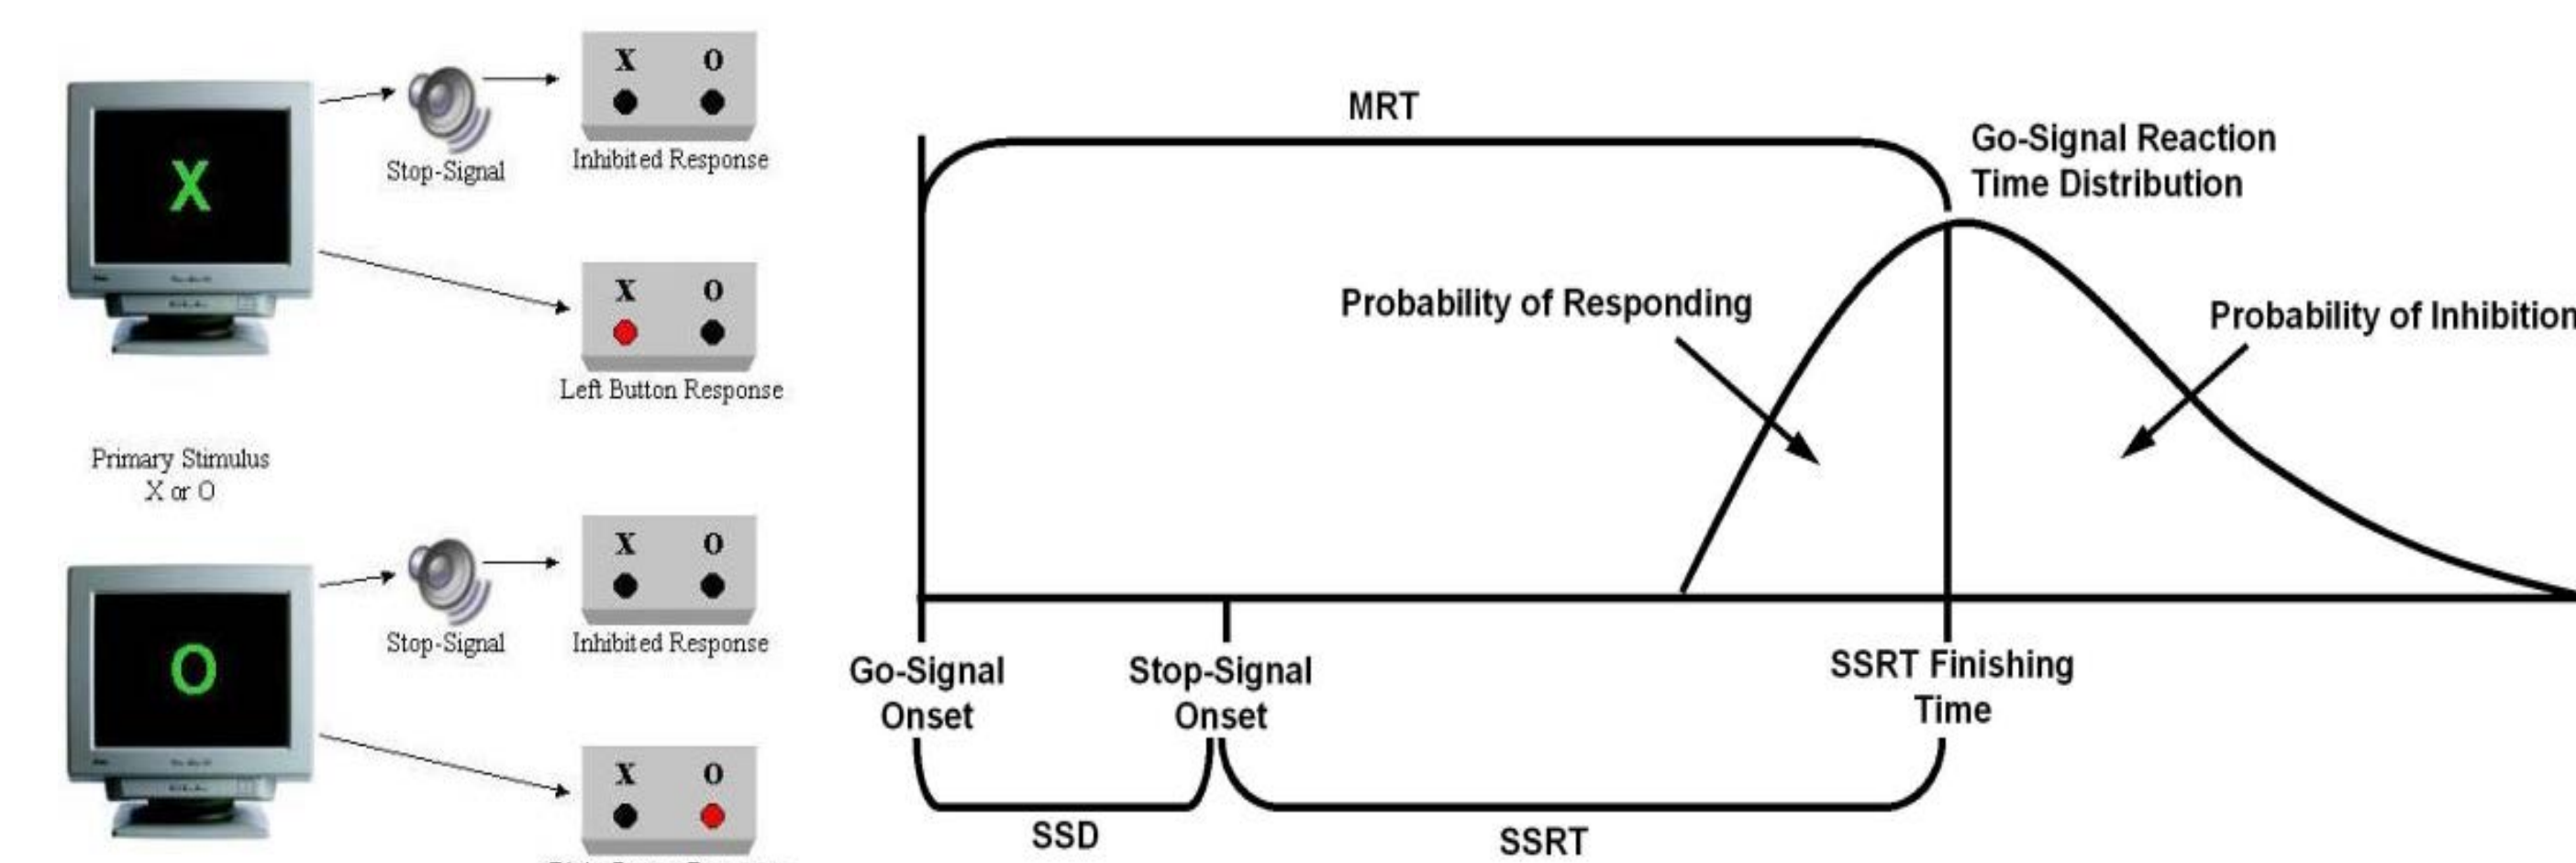 X O
Stop-Signal
Inhibited Response
X
X O
Left Button Response
Primary Stimulus
X or O
X O
Stop-Signal
Inhibited Response
O
X O
MRT
Go-Signal Reaction
Time Distribution
Probability of Responding
Probability of Inhibition
Go-Signal
Onset
Stop-Signal
Onset
SSRT Finishing
Time
SSD
SSRT